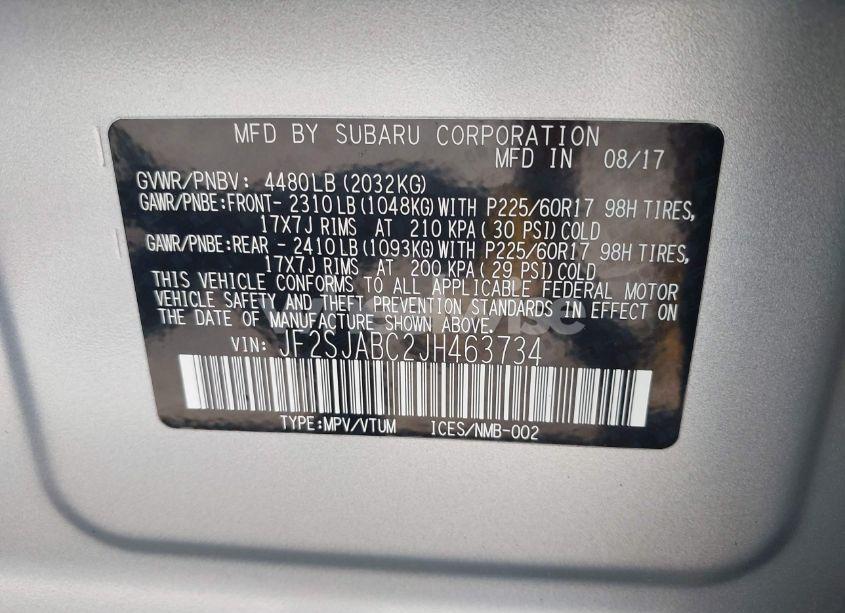 MFD BY SUBARU CORPORATION
MFD IN 08/17
GVWR/PNBV: 4480LB(2032KG)
GAWR/PNBE:FRONT- 2310LB(1048KG)WITH P225/60R17 98H TIRES,
17X7J RIMS AT 210 KPA( 30 PSI)COLD
GAWR/PNBE:REAR - 2410LB(1093KG)WITH P225/60R17 98H TIRES,
17X7J RIMS AT 200 KPA( 29 PSI)COLD
THIS VEHICLE CONFORMS TO ALL APPLICABLE FEDERAL MOTOR
VEHICLE SAFETY AND THEFT PREVENTION STANDARDS IN EFFECT ON
THE DATE OF MANUFACTURE SHOWN ABOVE.
VIN: JF2SJABC2JH463734
TYPE:MPV/VTUM ICES/NMB-002